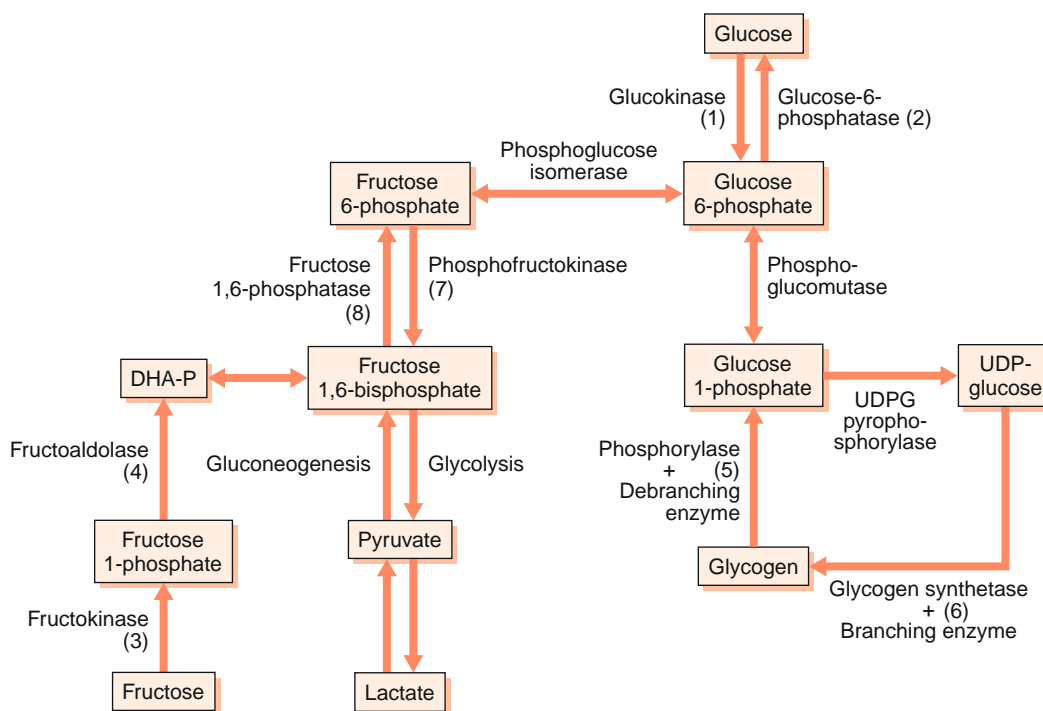 Glucose
Glucokinase
(1)
Glucose-6-
phosphatase (2)
Phosphoglucose
isomerase
Fructose
6-phosphate
Glucose
6-phosphate
Fructose
1,6-phosphatase
(8)
Phosphofructokinase
(7)
Phospho-
glucomutase
DHA-P
Fructose
1,6-bisphosphate
Glucose
1-phosphate
UDP-
glucose
UDPG
pyropho-
sphorylase
Fructoaldolase
(4)
Gluconeogenesis
Glycolysis
Phosphorylase
+ (5)
Debranching
enzyme
Fructose
1-phosphate
Pyruvate
Glycogen
Glycogen synthetase
+ (6)
Branching enzyme
Fructokinase
(3)
Fructose
Lactate